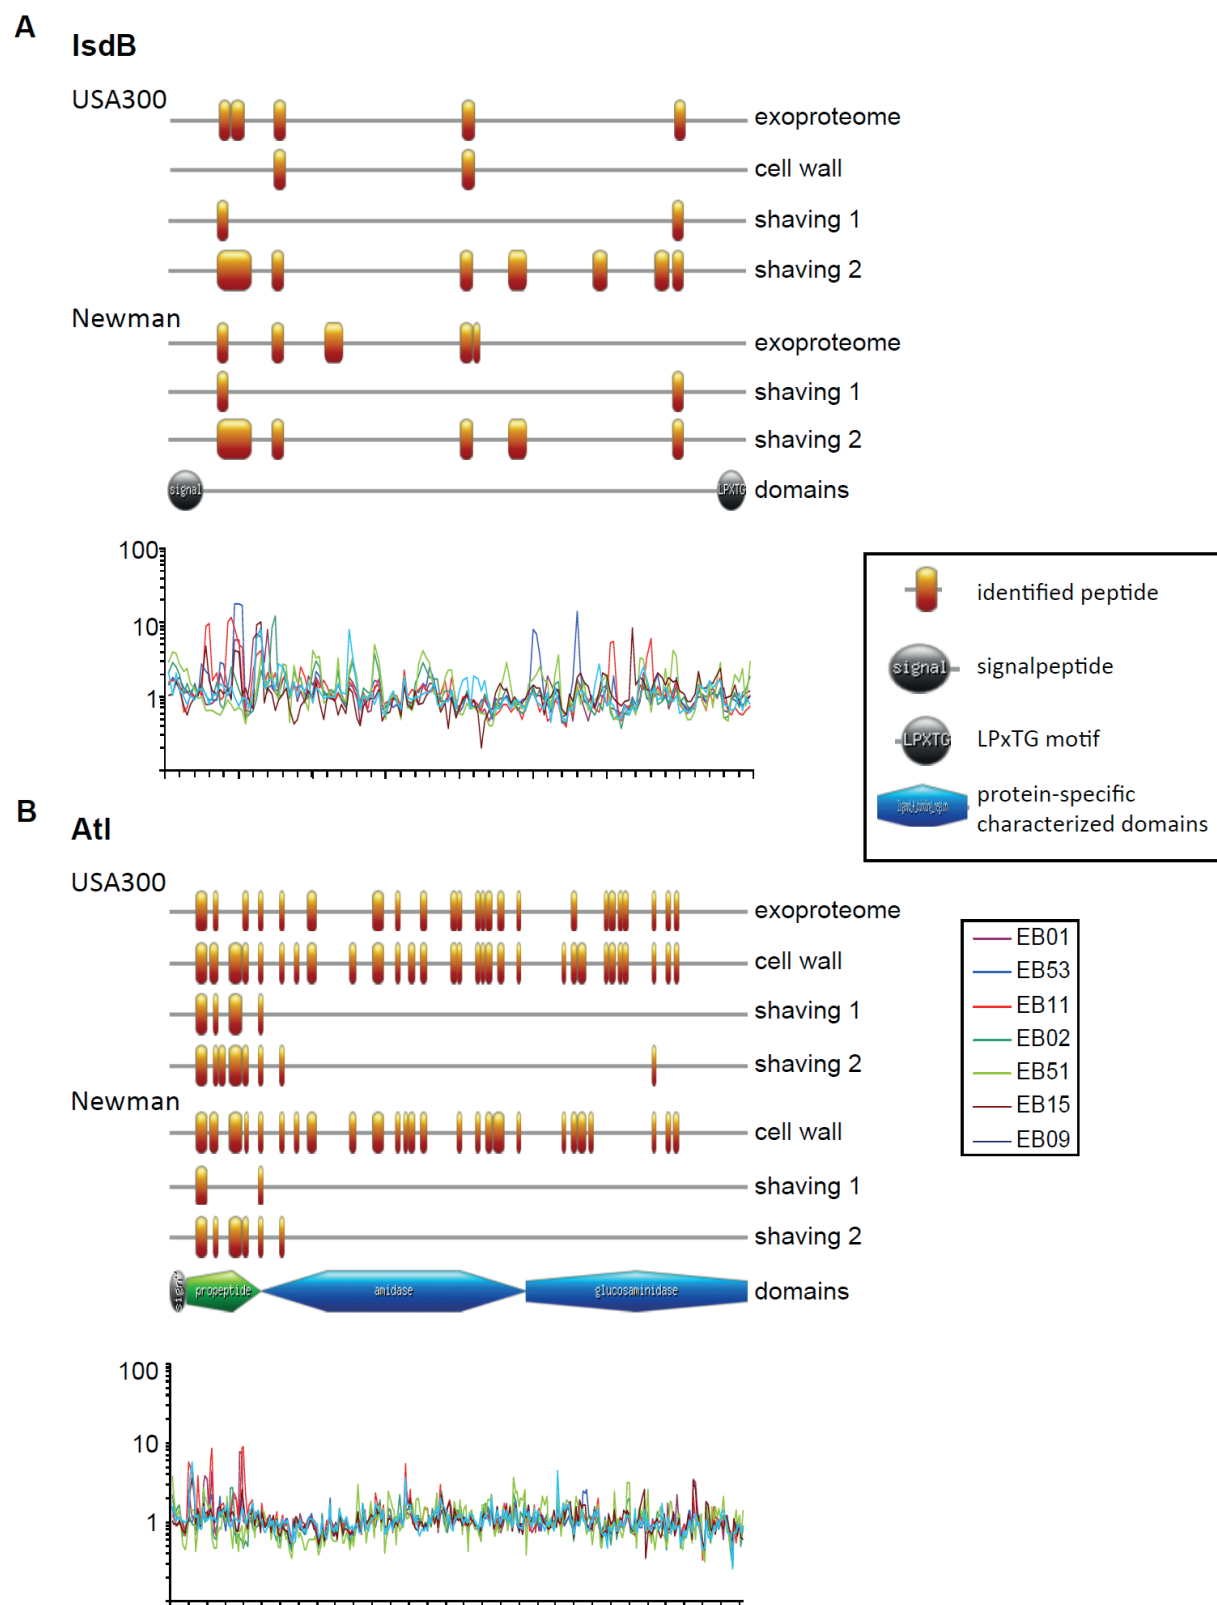 A
IsdB
USA300
exoproteome
cell wall
shaving 1
shaving 2
Newman
exoproteome
shaving 1
shaving 2
signal
LPXTG
domains
100
10
1
identified peptide
signal
signalpeptide
LPXTG
LPxTG motif
protein-specific
characterized domains
B
Atl
USA300
exoproteome
cell wall
shaving 1
shaving 2
Newman
cell wall
shaving 1
shaving 2
propeptide
amidase
glucosaminidase
domains
EB01
EB53
EB11
EB02
EB51
EB15
EB09
100
10
1